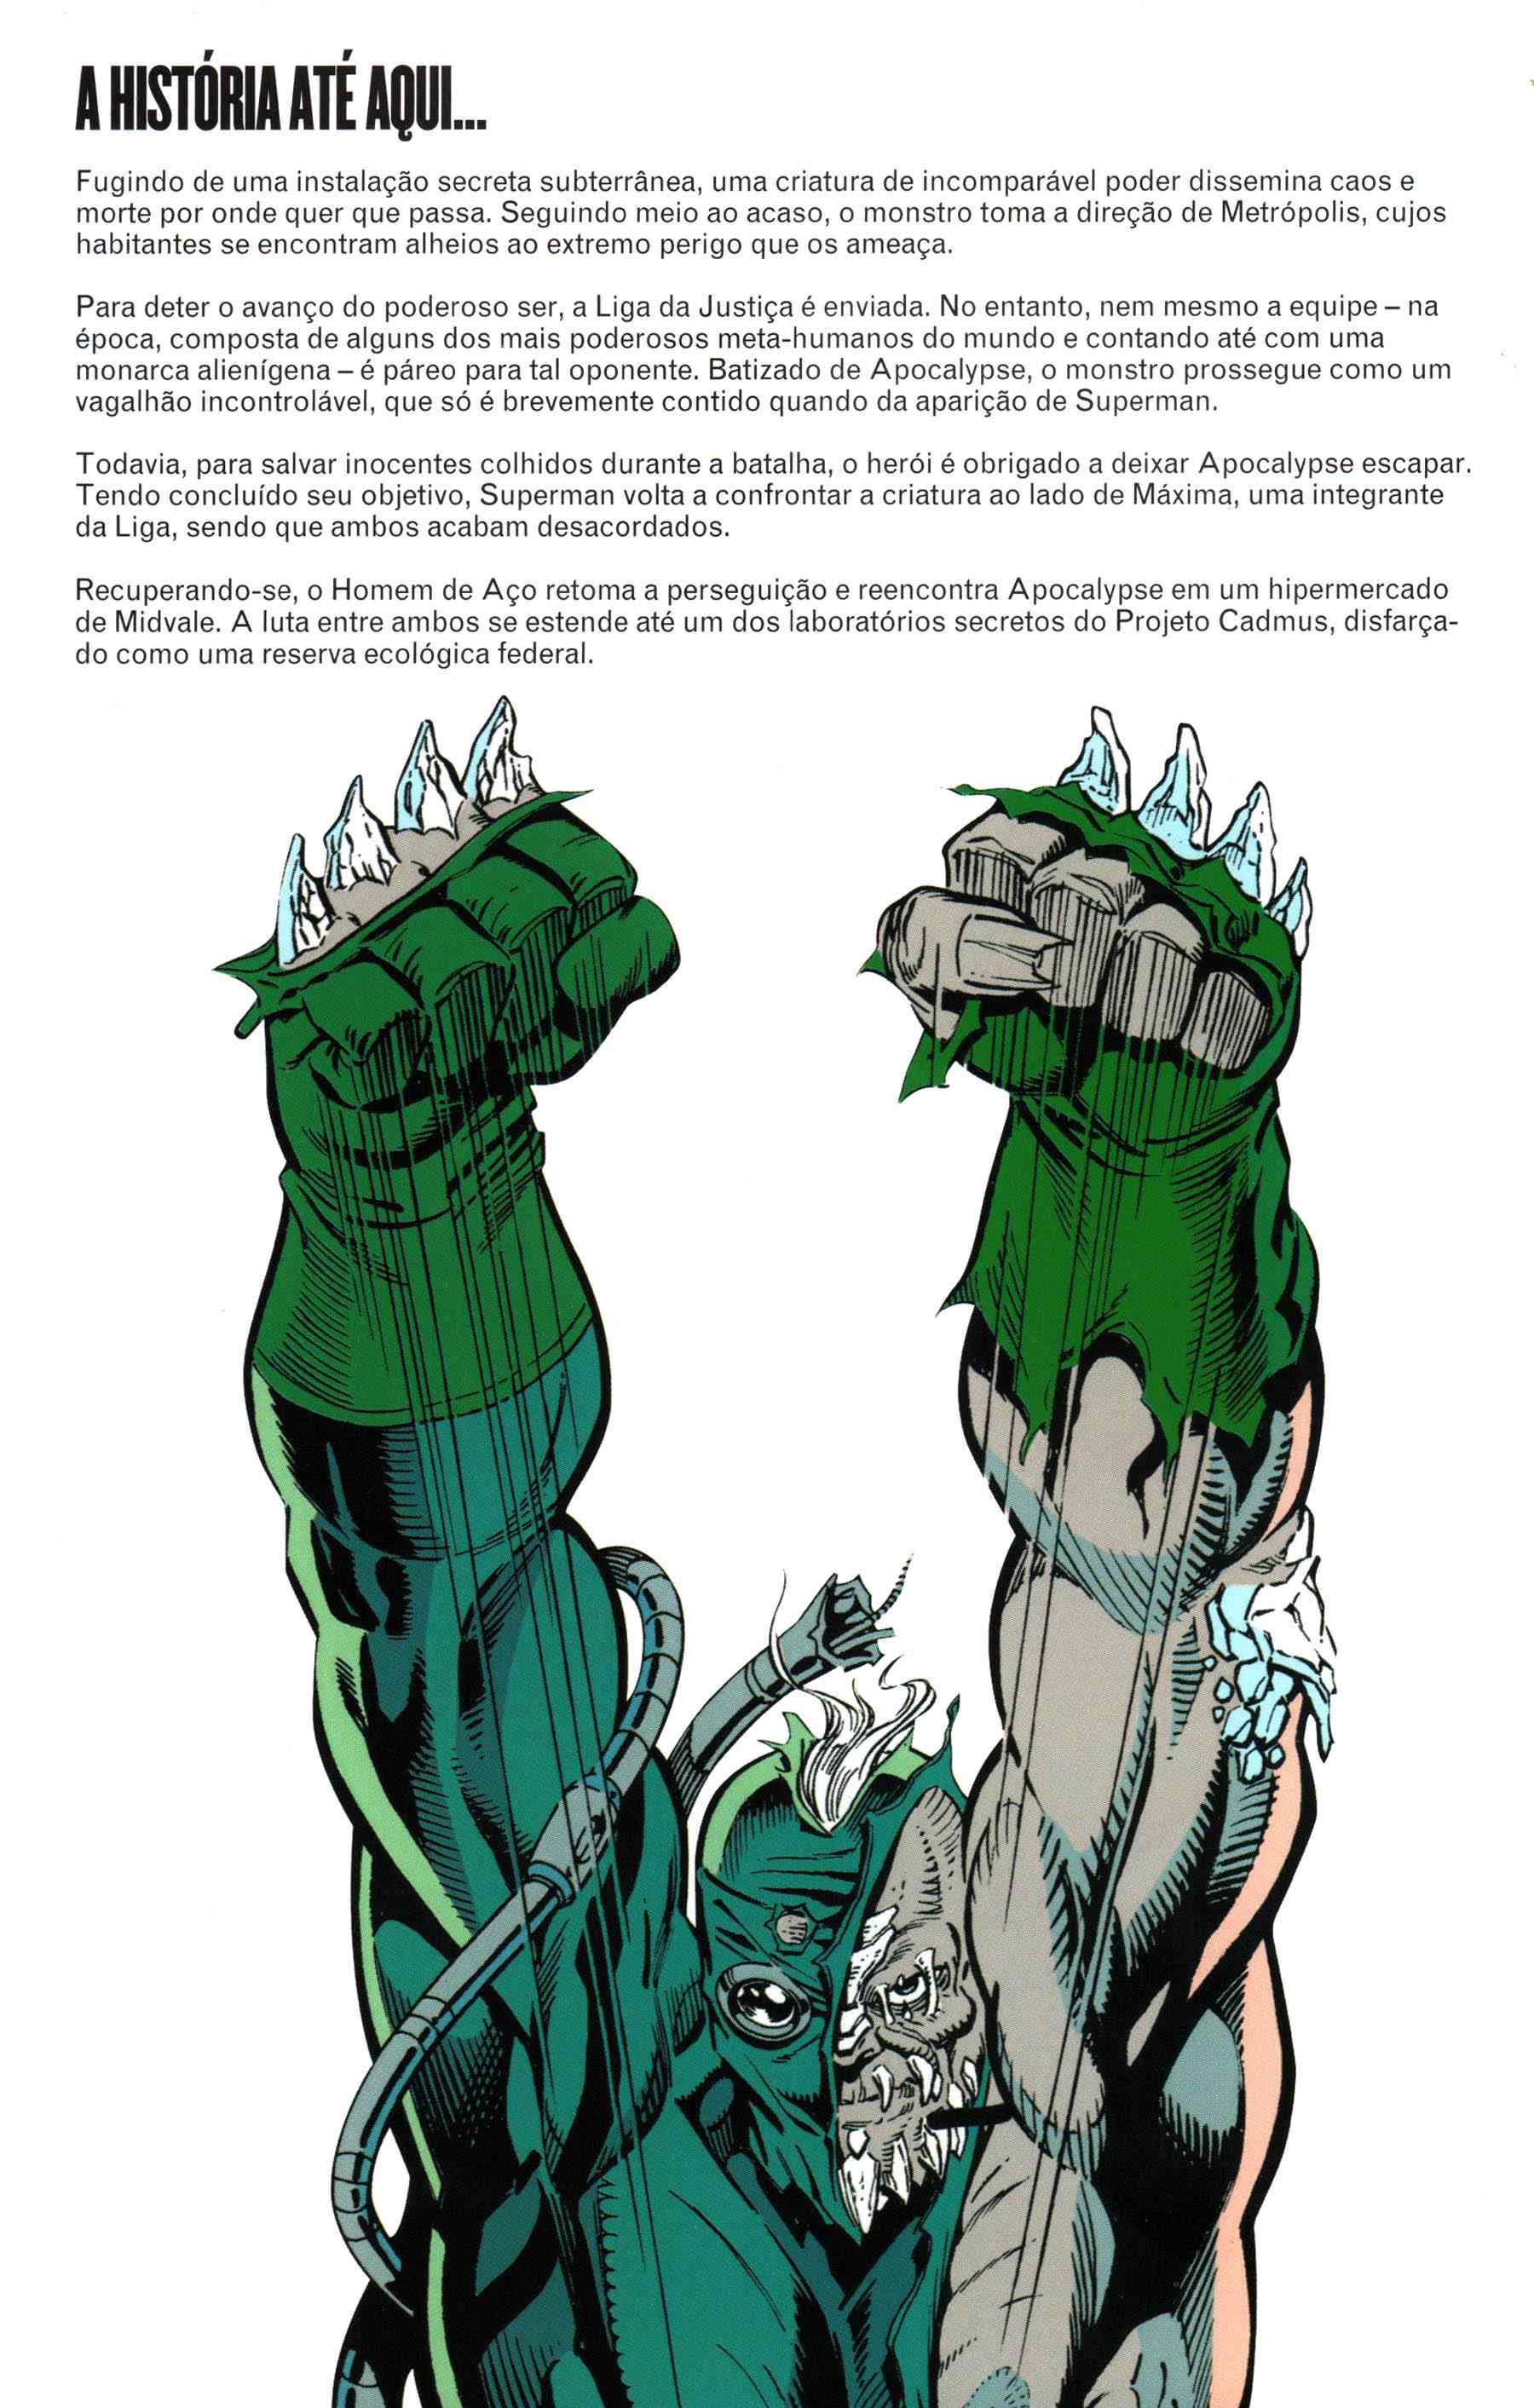 A HISTÓRIA ATÉ AQUI...
Fugindo de uma instalação secreta subterrânea, uma criatura de incomparável poder dissemina caos e
morte por onde quer que passa. Seguindo meio ao acaso, o monstro toma a direção de Metrópolis, cujos
habitantes se encontram alheios ao extremo perigo que os ameaça.
Para deter o avanço do poderoso ser, a Liga da Justiça é enviada. No entanto, nem mesmo a equipe – na
época, composta de alguns dos mais poderosos meta-humanos do mundo e contando até com uma
monarca alienígena – é páreo para tal oponente. Batizado de Apocalypse, o monstro prossegue como um
vagalhão incontrolável, que só é brevemente contido quando da aparição de Superman.
Todavia, para salvar inocentes colhidos durante a batalha, o herói é obrigado a deixar Apocalypse escapar.
Tendo concluído seu objetivo, Superman volta a confrontar a criatura ao lado de Máxima, uma integrante
da Liga, sendo que ambos acabam desacordados.
Recuperando-se, o Homem de Aço retoma a perseguição e reencontra Apocalypse em um hipermercado
de Midvale. A luta entre ambos se estende até um dos laboratórios secretos do Projeto Cadmus, disfarça-
do como uma reserva ecológica federal.